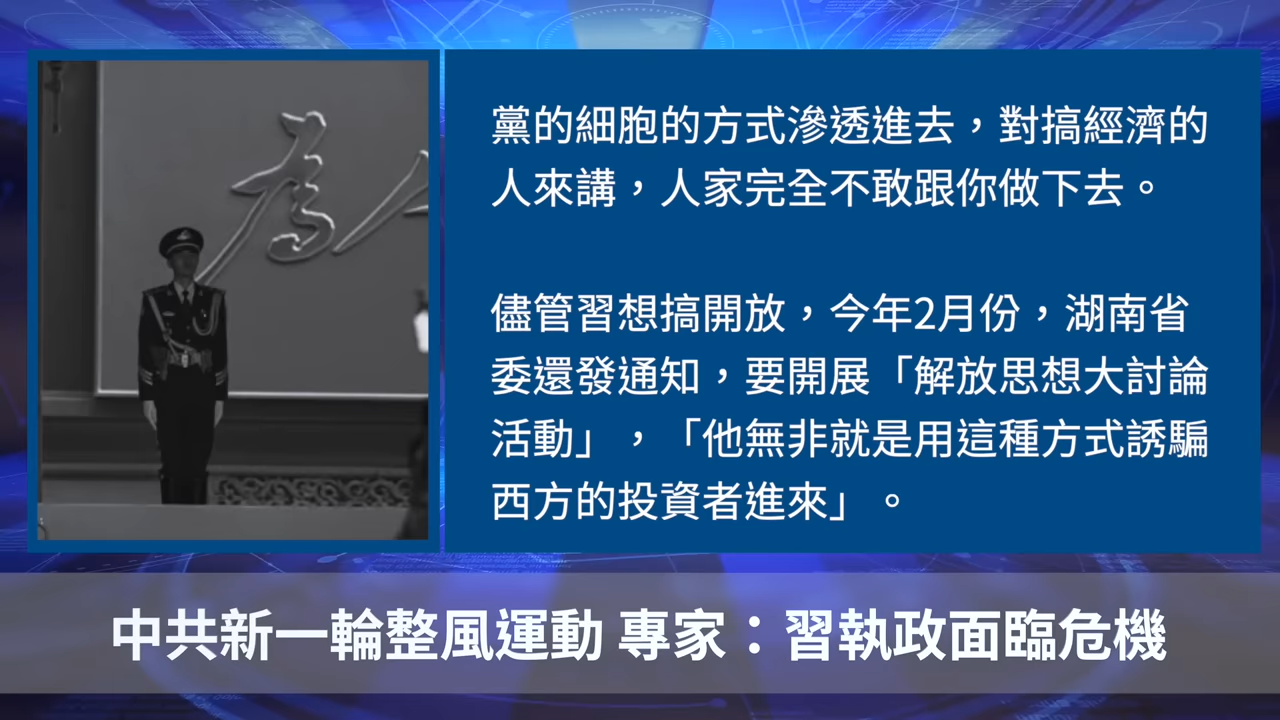 黨的細胞的方式滲透進去，對搞經濟的
人來講，人家完全不敢跟你做下去。
儘管習想搞開放，今年2月份，湖南省
委還發通知，要開展「解放思想大討論
活動」，「他無非就是用這種方式誘騙
西方的投資者進來」。
中共新一輪整風運動 專家：習執政面臨危機